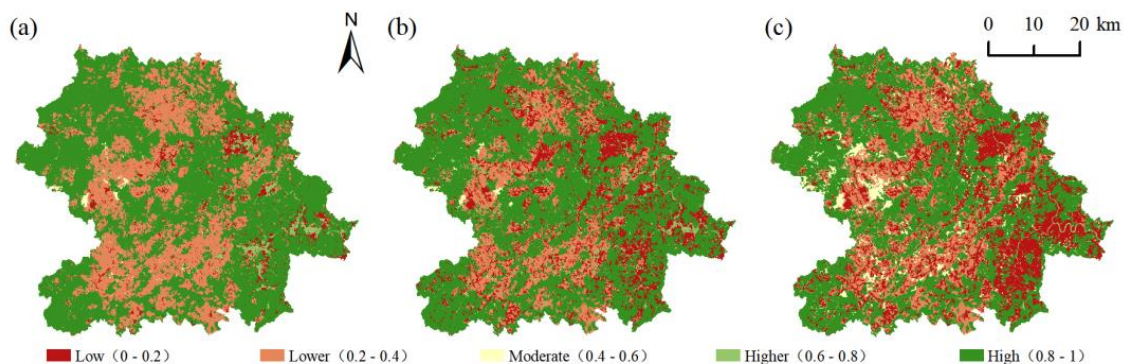 (a) N (b) (c) 0 10 20 km
Low（0 - 0.2） Lower（0.2 - 0.4） Moderate（0.4 - 0.6） Higher（0.6 - 0.8） High（0.8 - 1）